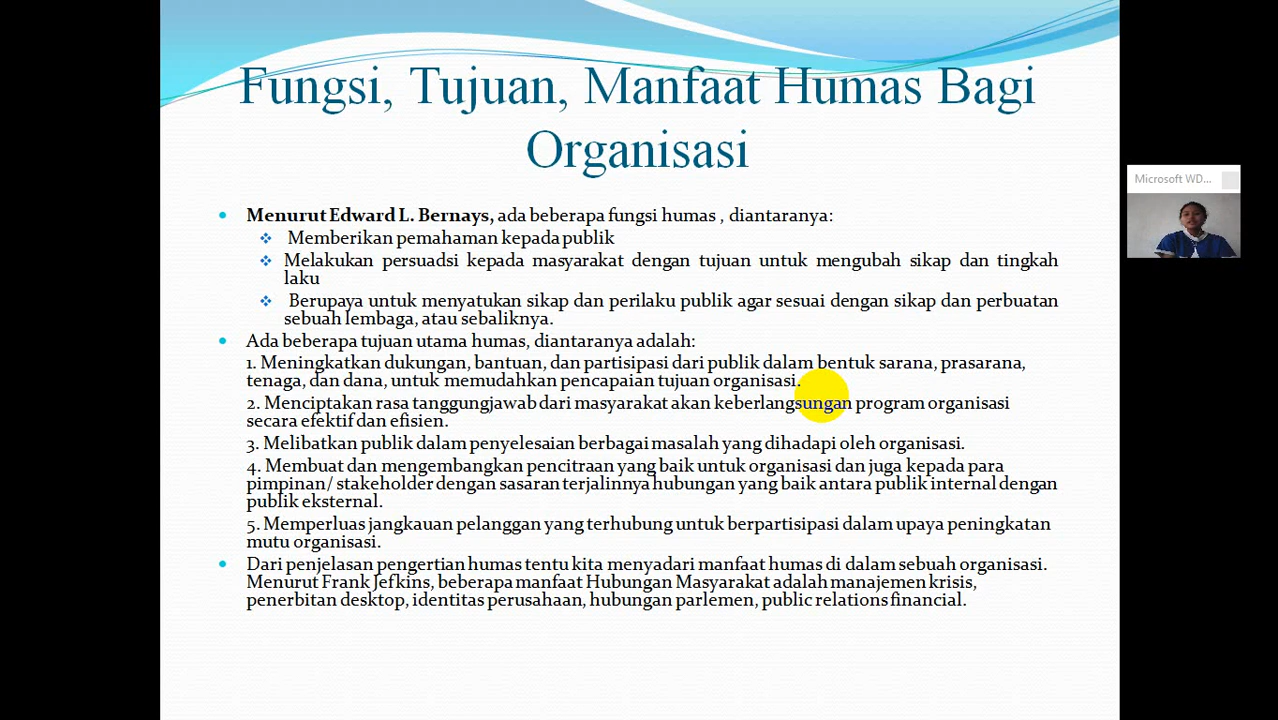 Fungsi, Tujuan, Manfaat Humas Bagi
Organisasi
Menurut Edward L. Bernays, ada beberapa fungsi humas , diantaranya:
Memberikan pemahaman kepada publik
Melakukan persuadsi kepada masyarakat dengan tujuan untuk mengubah sikap dan tingkah
laku
Berupaya untuk menyatukan sikap dan perilaku publik agar sesuai dengan sikap dan perbuatan
sebuah lembaga, atau sebaliknya.
Ada beberapa tujuan utama humas, diantaranya adalah:
1. Meningkatkan dukungan, bantuan, dan partisipasi dari publik dalam bentuk sarana, prasarana,
tenaga, dan dana, untuk memudahkan pencapaian tujuan organisasi.
2. Menciptakan rasa tanggungjawab dari masyarakat akan keberlangsungan program organisasi
secara efektif dan efisien.
3. Melibatkan publik dalam penyelesaian berbagai masalah yang dihadapi oleh organisasi.
4. Membuat dan mengembangkan pencitraan yang baik untuk organisasi dan juga kepada para
pimpinan/ stakeholder dengan sasaran terjalinnya hubungan yang baik antara publik internal dengan
publik eksternal.
5. Memperluas jangkauan pelanggan yang terhubung untuk berpartisipasi dalam upaya peningkatan
mutu organisasi.
Dari penjelasan pengertian humas tentu kita menyadari manfaat humas di dalam sebuah organisasi.
Menurut Frank Jefkins, beberapa manfaat Hubungan Masyarakat adalah manajemen krisis,
penerbitan desktop, identitas perusahaan, hubungan parlemen, public relations financial.
Microsoft WD...